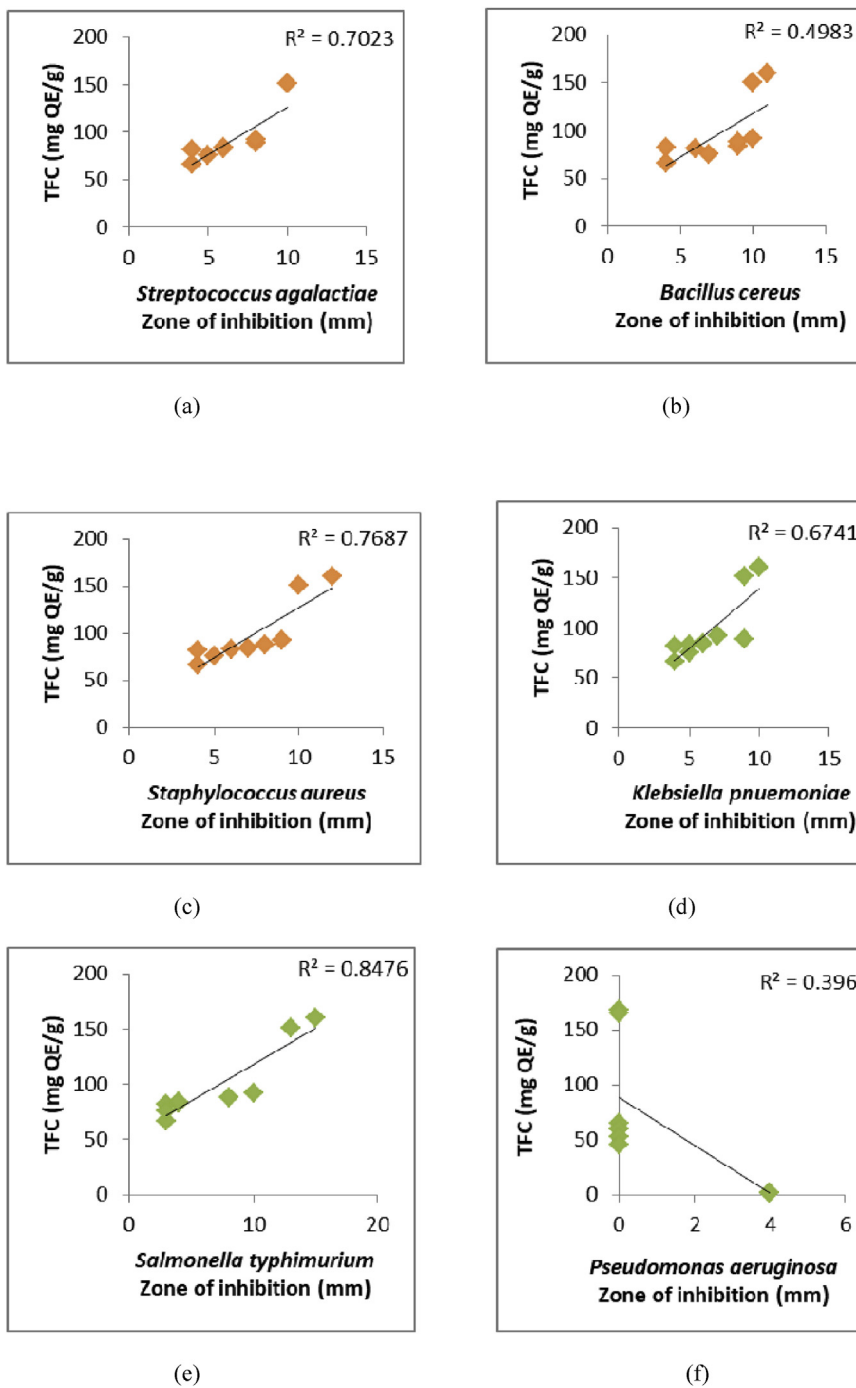 R² = 0.7023
TFC (mg QE/g)
200
150
100
50
0
0 5 10 15
Streptococcus agalactiae
Zone of inhibition (mm)
(a)
R² = 0.4983
TFC (mg QE/g)
200
150
100
50
0
0 5 10 15
Bacillus cereus
Zone of inhibition (mm)
(b)
R² = 0.7687
TFC (mg QE/g)
200
150
100
50
0
0 5 10 15
Staphylococcus aureus
Zone of inhibition (mm)
(c)
R² = 0.6741
TFC (mg QE/g)
200
150
100
50
0
0 5 10 15
Klebsiella pnuemoniae
Zone of inhibition (mm)
(d)
R² = 0.8476
TFC (mg QE/g)
200
150
100
50
0
0 10 20
Salmonella typhimurium
Zone of inhibition (mm)
(e)
R² = 0.396
TFC (mg QE/g)
200
150
100
50
0
0 2 4 6
Pseudomonas aeruginosa
Zone of inhibition (mm)
(f)